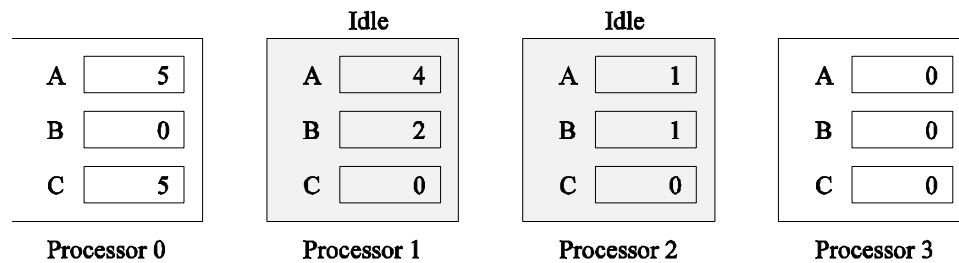 Idle Idle
A 5 A 4 A 1 A 0
B 0 B 2 B 1 B 0
C 5 C 0 C 0 C 0
Processor 0 Processor 1 Processor 2 Processor 3